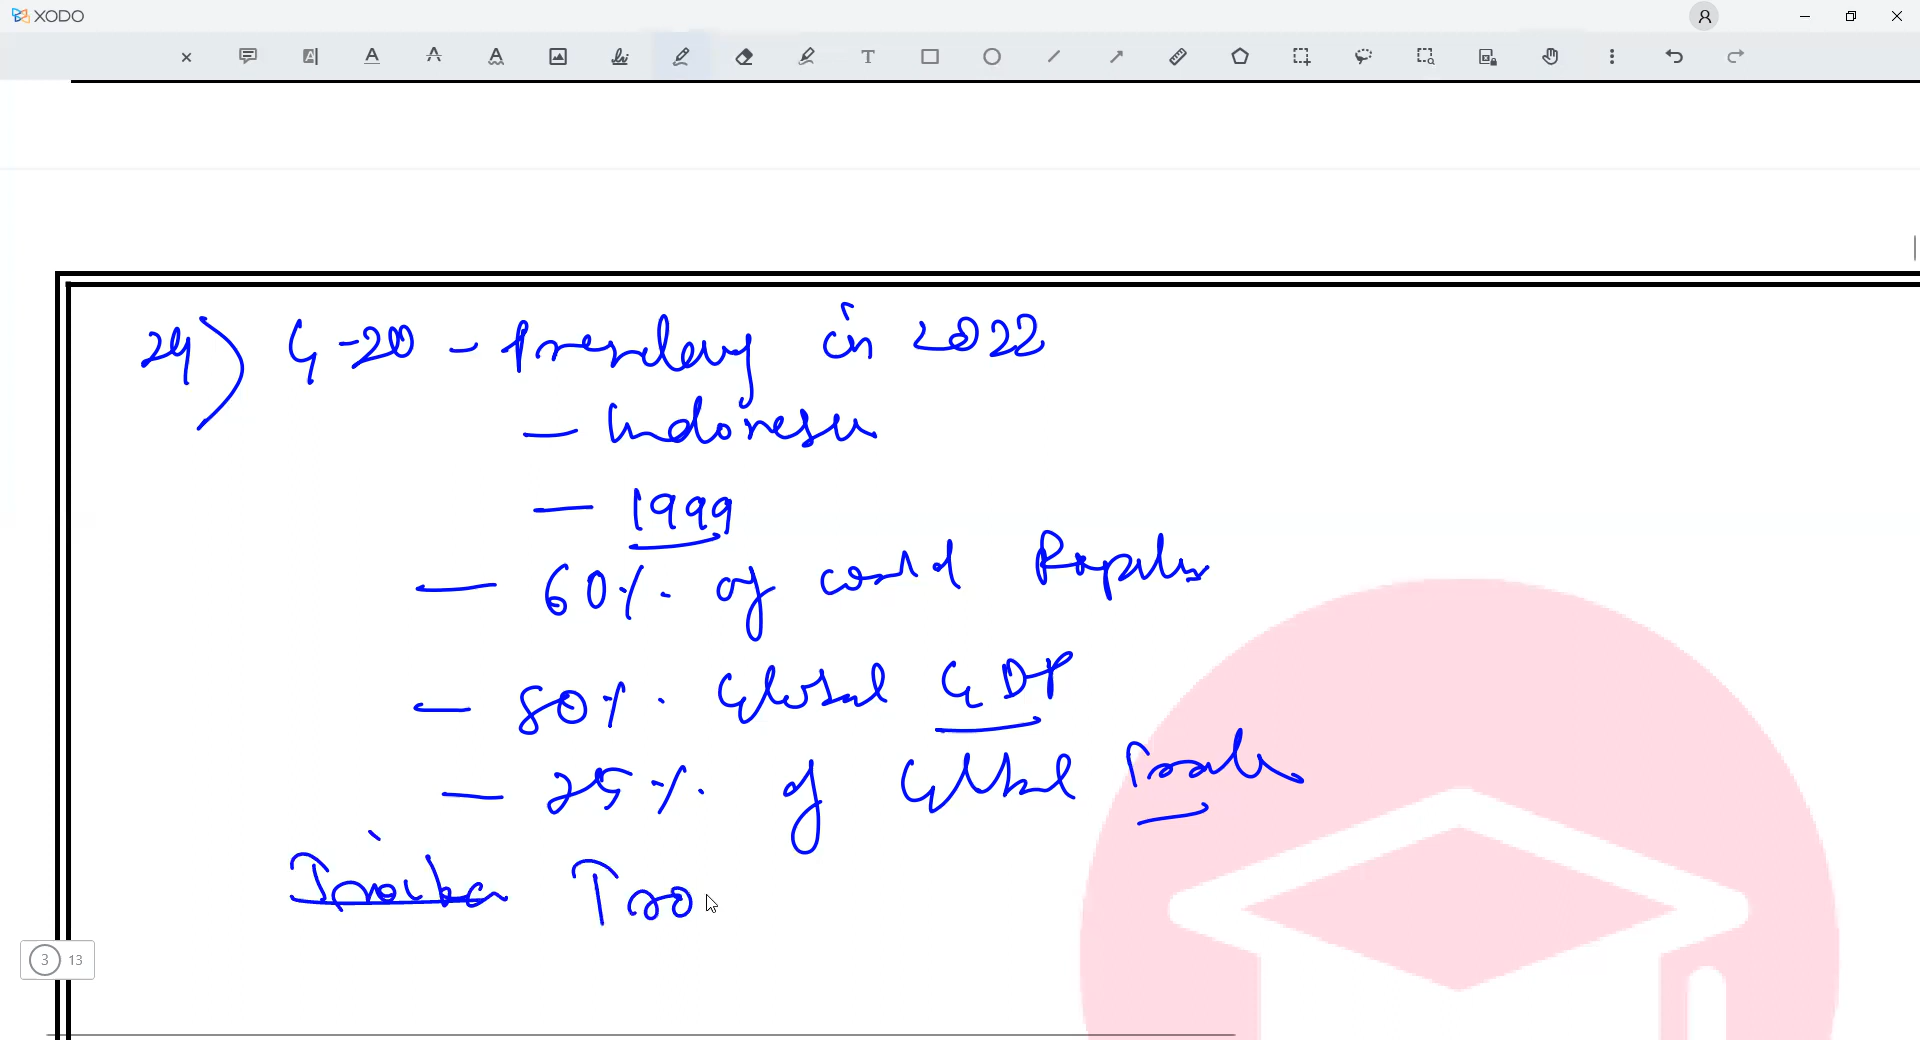 XODO
24) G-20 - Presidency in 2022
- Indonesia
- 1999
- 60%. of world Popula
- 80%. Global GDP
- 25%. of Global Trade
Troika Tro
3 13